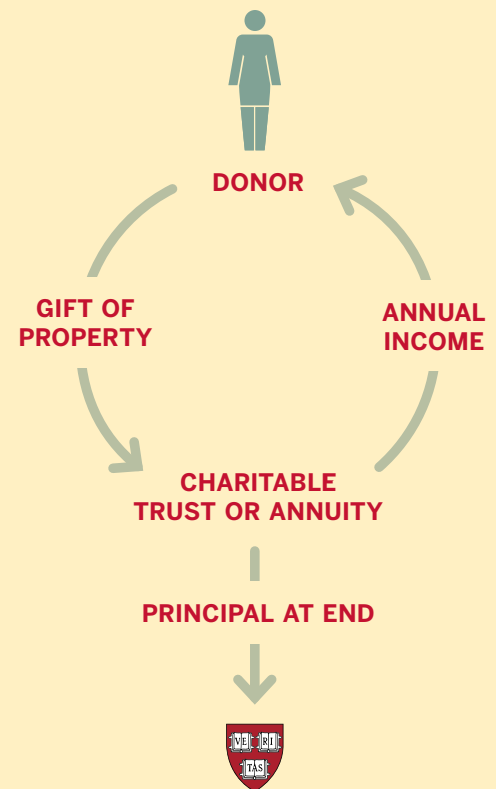 DONOR
GIFT OF
PROPERTY
ANNUAL
INCOME
CHARITABLE
TRUST OR ANNUITY
PRINCIPAL AT END
VE RI
TAS